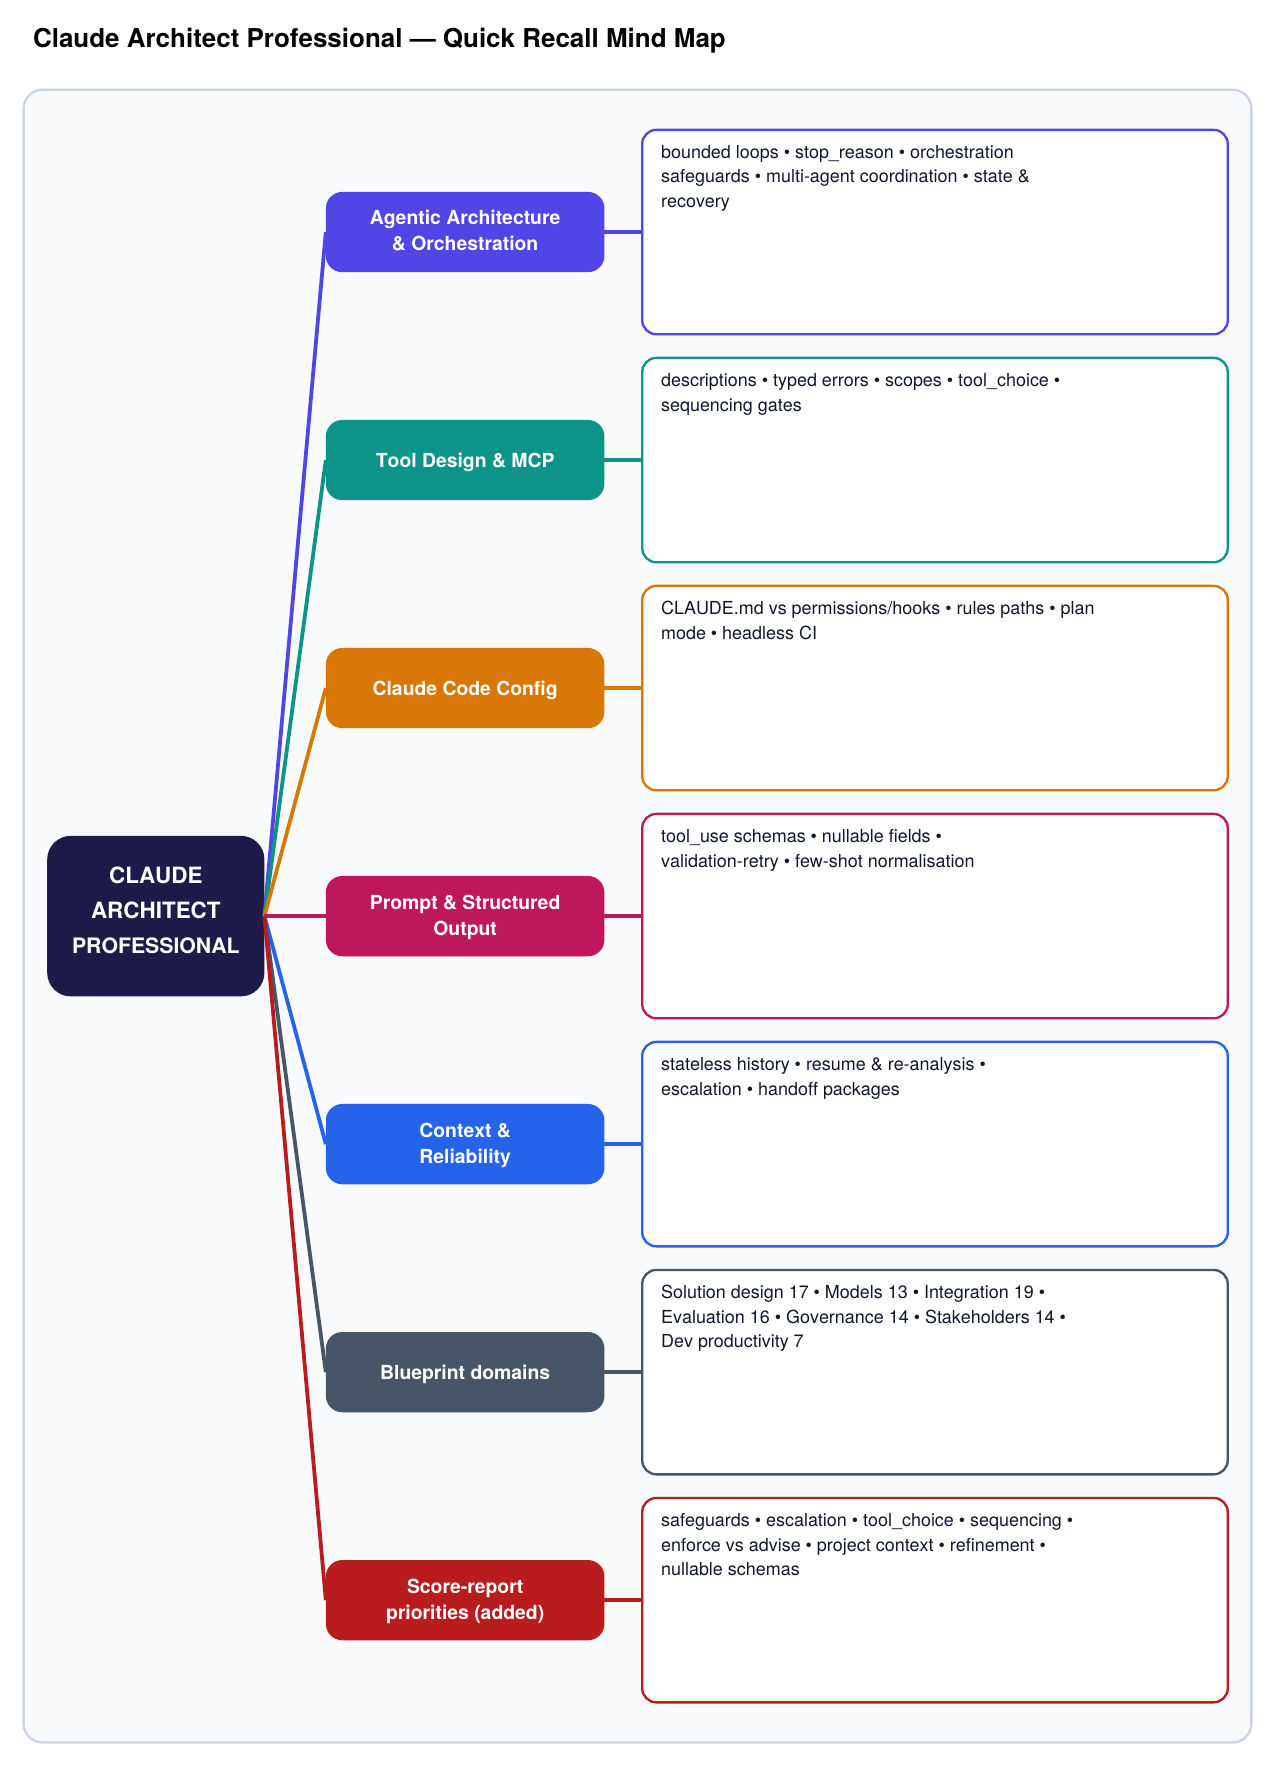 Claude Architect Professional — Quick Recall Mind Map
bounded loops • stop_reason • orchestration
safeguards • multi-agent coordination • state &
recovery
Agentic Architecture
& Orchestration
descriptions • typed errors • scopes • tool_choice •
sequencing gates
Tool Design & MCP
CLAUDE.md vs permissions/hooks • rules paths • plan
mode • headless CI
Claude Code Config
tool_use schemas • nullable fields •
validation-retry • few-shot normalisation
CLAUDE
ARCHITECT
PROFESSIONAL
Prompt & Structured
Output
stateless history • resume & re-analysis •
escalation • handoff packages
Context &
Reliability
Solution design 17 • Models 13 • Integration 19 •
Evaluation 16 • Governance 14 • Stakeholders 14 •
Dev productivity 7
Blueprint domains
safeguards • escalation • tool_choice • sequencing •
enforce vs advise • project context • refinement •
nullable schemas
Score-report
priorities (added)